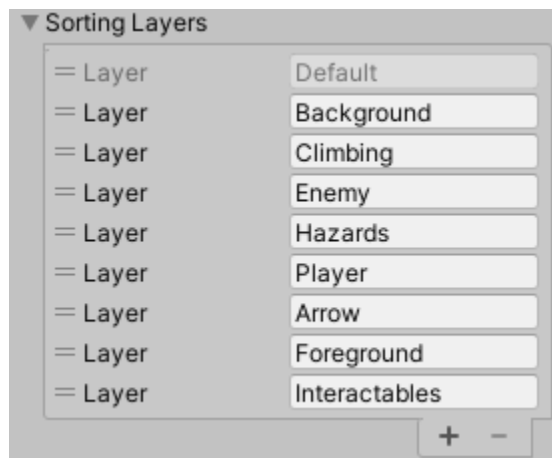 Sorting Layers
Layer Default
Layer Background
Layer Climbing
Layer Enemy
Layer Hazards
Layer Player
Layer Arrow
Layer Foreground
Layer Interactables